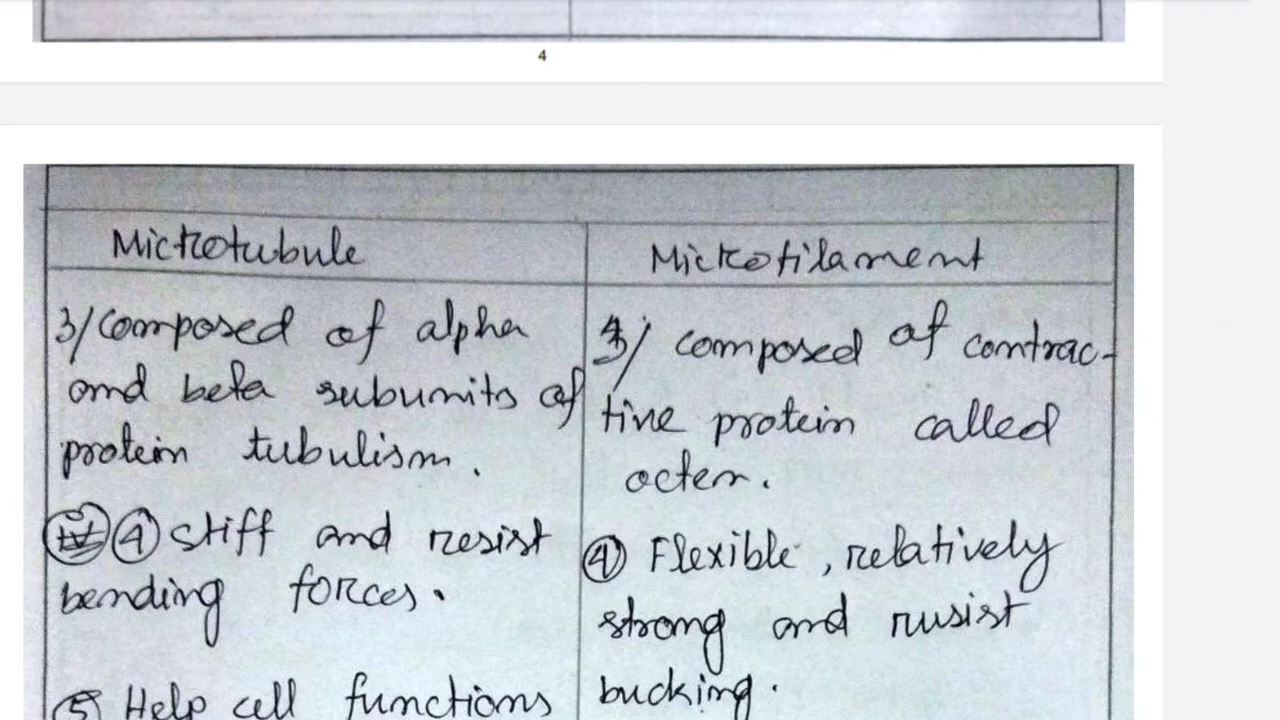 4
Microtubule
Microfilament
3/ composed of alpha
and beta subunits of
protein tubulism.
④ stiff and resist
bending forces.
⑤ Help cell functions
3/ composed of contrac-
tive protein called
octen.
④ Flexible, relatively
strong and rusist
bucking.